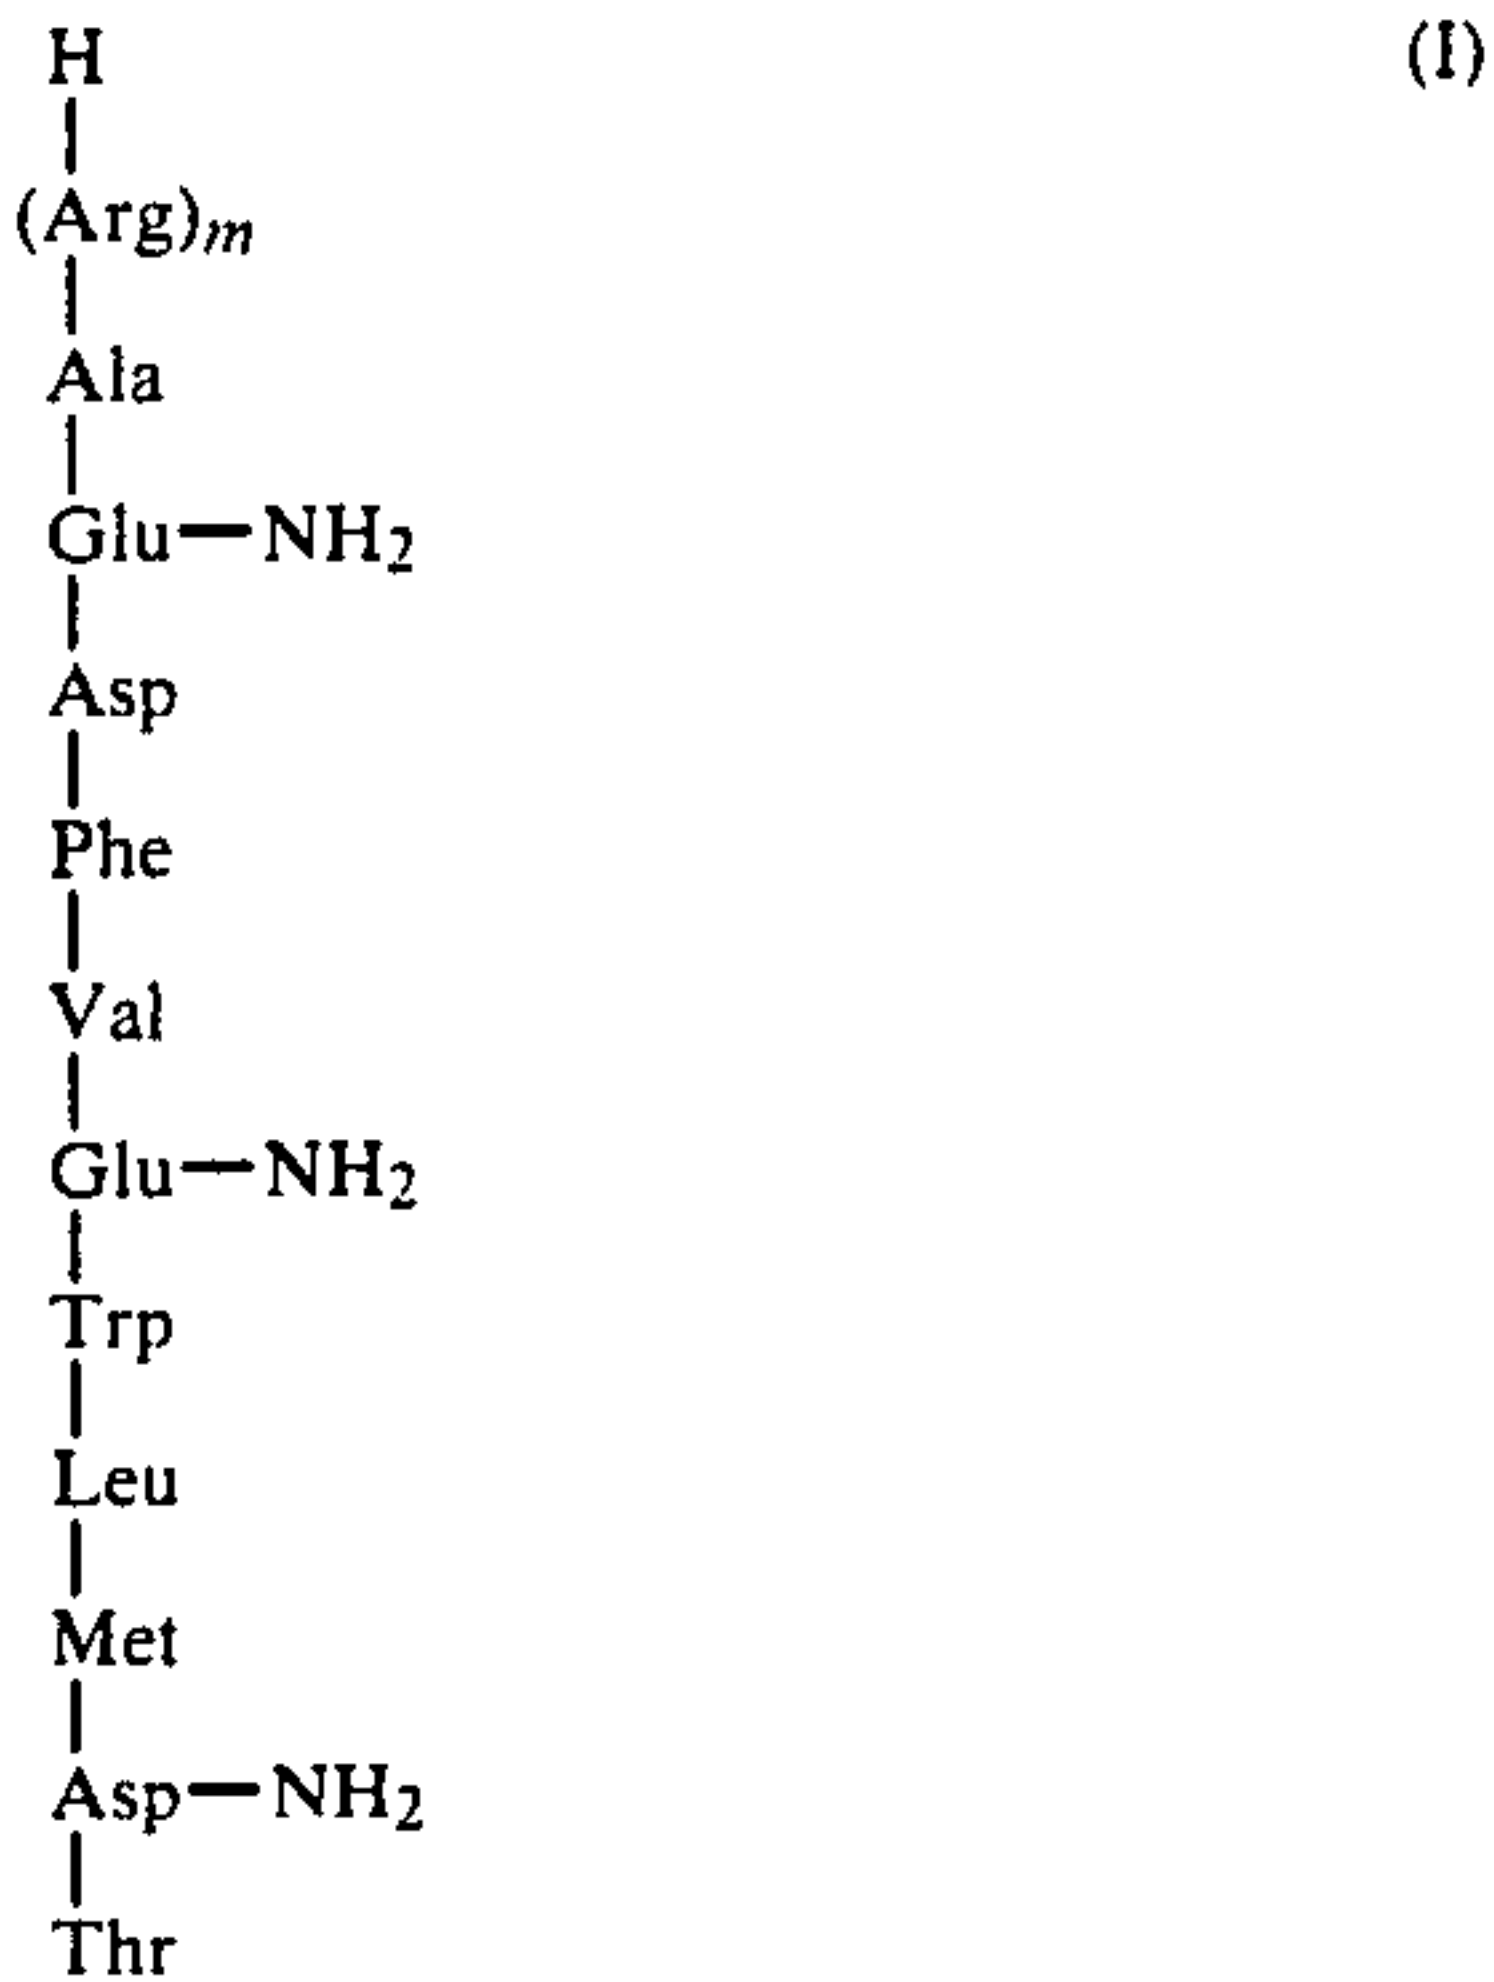 H (I)
(Arg)m
Ala
Glu—NH2
Asp
Phe
Val
Glu—NH2
Trp
Leu
Met
Asp—NH2
Thr